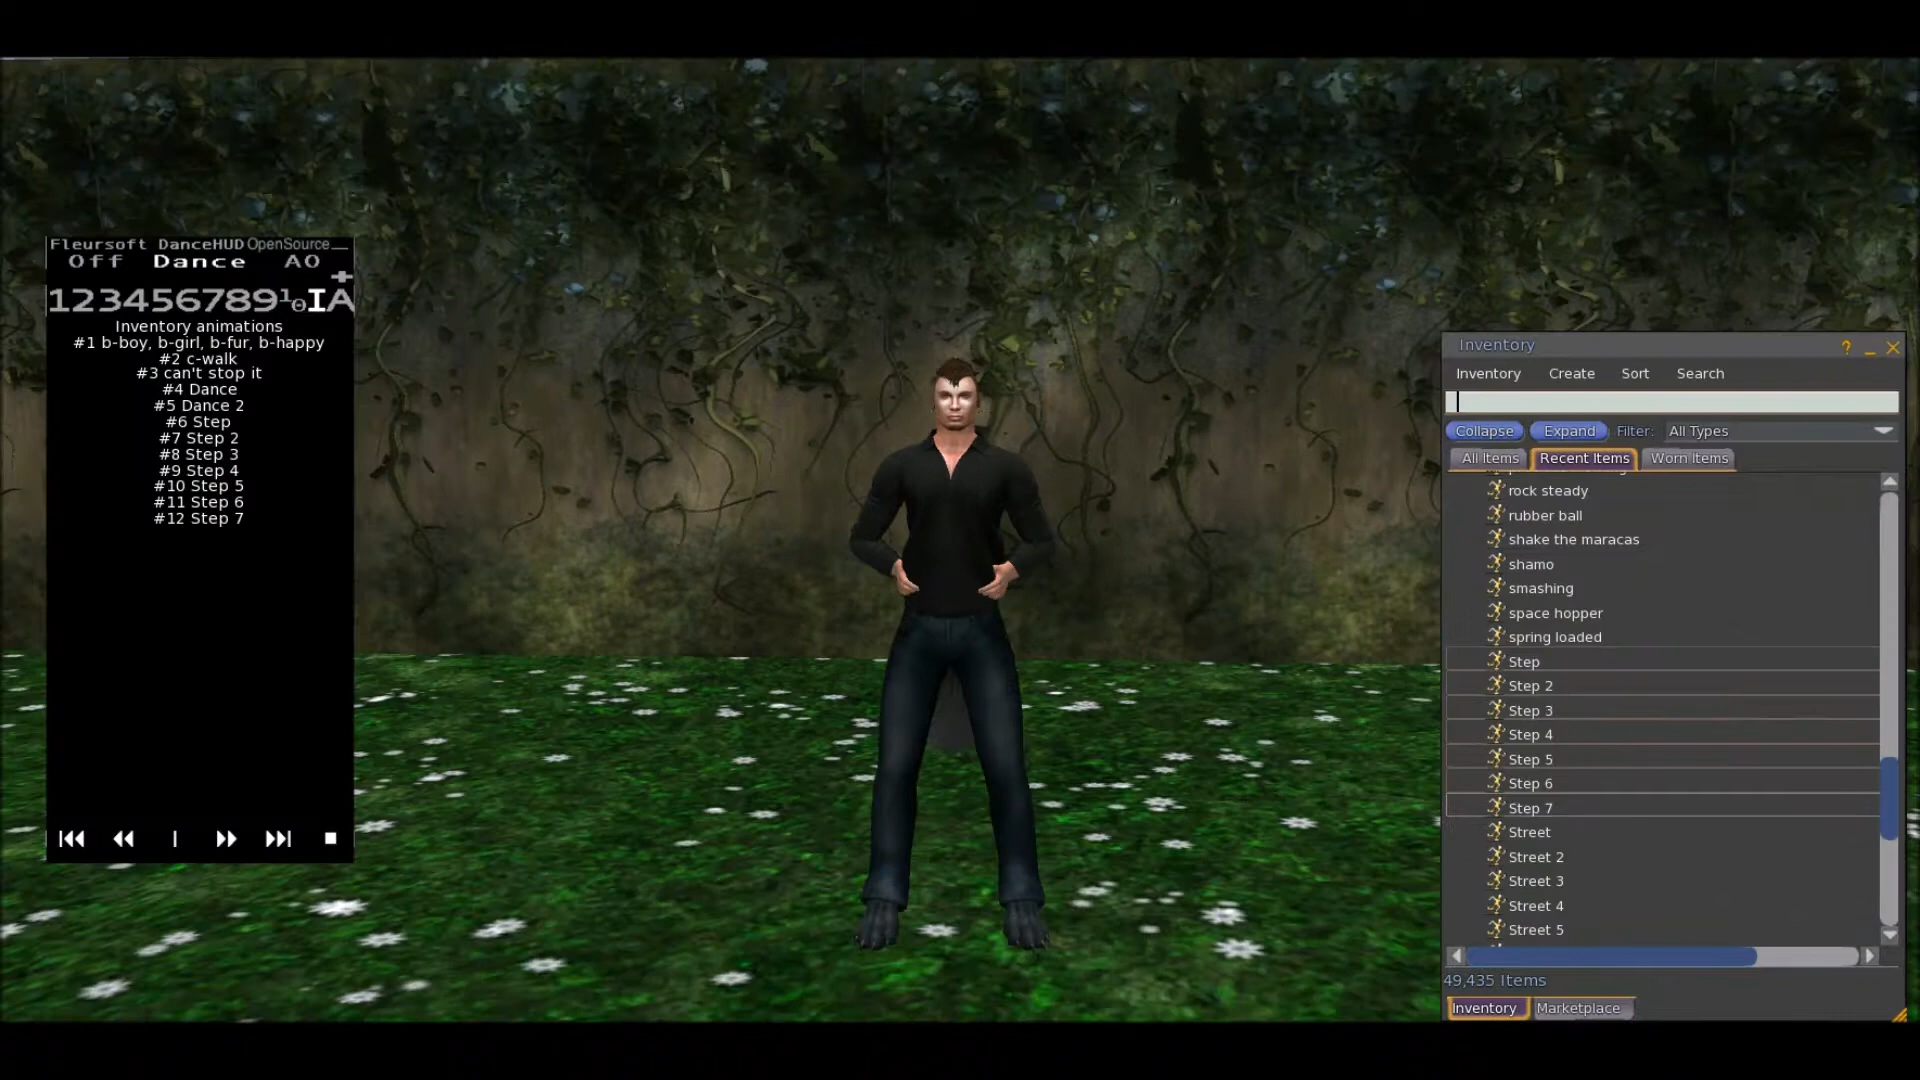 Fleursoft DanceHUD OpenSource
Off Dance AO
+
123456789 10 I A
Inventory animations
#1 b-boy, b-girl, b-fur, b-happy
#2 c-walk
#3 can't stop it
#4 Dance
#5 Dance 2
#6 Step
#7 Step 2
#8 Step 3
#9 Step 4
#10 Step 5
#11 Step 6
#12 Step 7
Inventory
Inventory Create Sort Search
Collapse Expand Filter: All Types
All Items Recent Items Worn Items
rock steady
rubber ball
shake the maracas
shamo
smashing
space hopper
spring loaded
Step
Step 2
Step 3
Step 4
Step 5
Step 6
Step 7
Street
Street 2
Street 3
Street 4
Street 5
49,435 Items
Inventory Marketplace